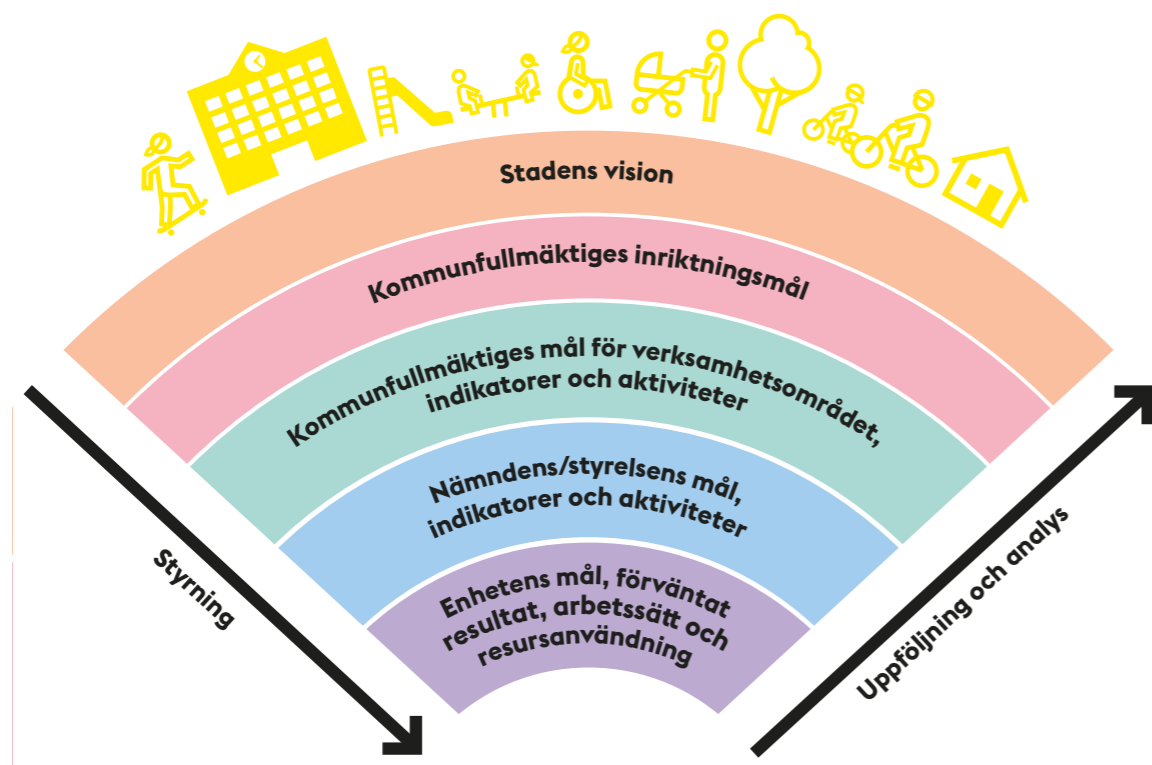 Stadens vision
Kommunfullmäktiges inriktningsmål
Kommunfullmäktiges mål för verksamhetsområdet,
indikatorer och aktiviteter
Nämndens/styrelsens mål,
indikatorer och aktiviteter
Enhetens mål, förväntat
resultat, arbetssätt och
resursanvändning
Styrning
Uppföljning och analys